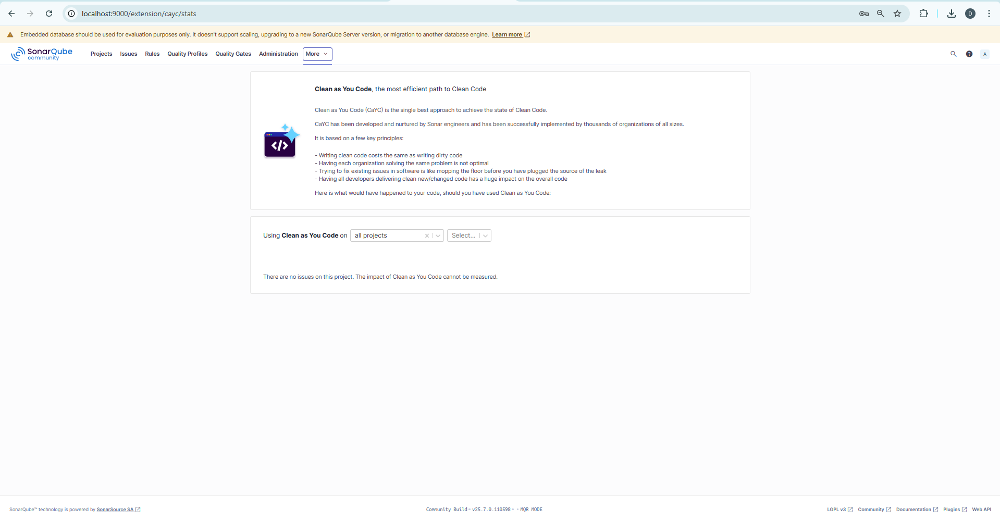 localhost:9000/extension/cayc/stats
D
Embedded database should be used for evaluation purposes only. It doesn't support scaling, upgrading to a new SonarQube Server version, or migration to another database engine. Learn more
SonarQube
community
Projects Issues Rules Quality Profiles Quality Gates Administration More
?
A
Clean as You Code, the most efficient path to Clean Code
Clean as You Code (CaYC) is the single best approach to achieve the state of Clean Code.
CaYC has been developed and nurtured by Sonar engineers and has been successfully implemented by thousands of organizations of all sizes.
It is based on a few key principles:
</>
- Writing clean code costs the same as writing dirty code
- Having each organization solving the same problem is not optimal
- Trying to fix existing issues in software is like mopping the floor before you have plugged the source of the leak
- Having all developers delivering clean new/changed code has a huge impact on the overall code
Here is what would have happened to your code, should you have used Clean as You Code:
Using Clean as You Code on all projects Select...
There are no issues on this project. The impact of Clean as You Code cannot be measured.
SonarQube™ technology is powered by SonarSource SA
Community Build • v25.7.0.110598 • • MQR MODE
LGPL v3 Community Documentation Plugins Web API